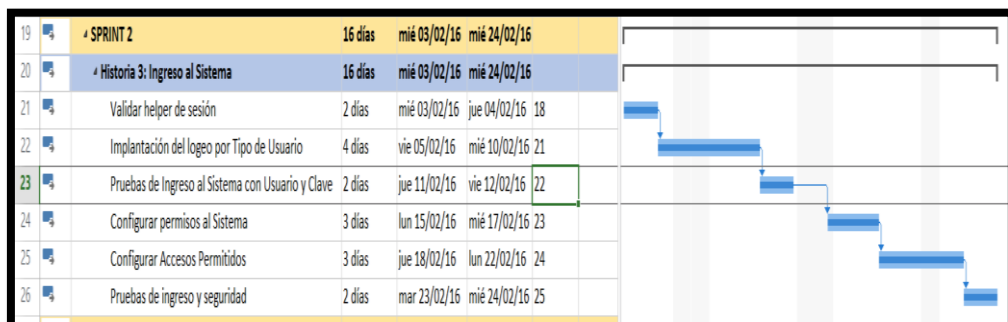 19 SPRINT 2 16 días mié 03/02/16 mié 24/02/16
20 Historia 3: Ingreso al Sistema 16 días mié 03/02/16 mié 24/02/16
21 Validar helper de sesión 2 días mié 03/02/16 jue 04/02/16 18
22 Implantación del logeo por Tipo de Usuario 4 días vie 05/02/16 mié 10/02/16 21
23 Pruebas de Ingreso al Sistema con Usuario y Clave 2 días jue 11/02/16 vie 12/02/16 22
24 Configurar permisos al Sistema 3 días lun 15/02/16 mié 17/02/16 23
25 Configurar Accesos Permitidos 3 días jue 18/02/16 lun 22/02/16 24
26 Pruebas de ingreso y seguridad 2 días mar 23/02/16 mié 24/02/16 25